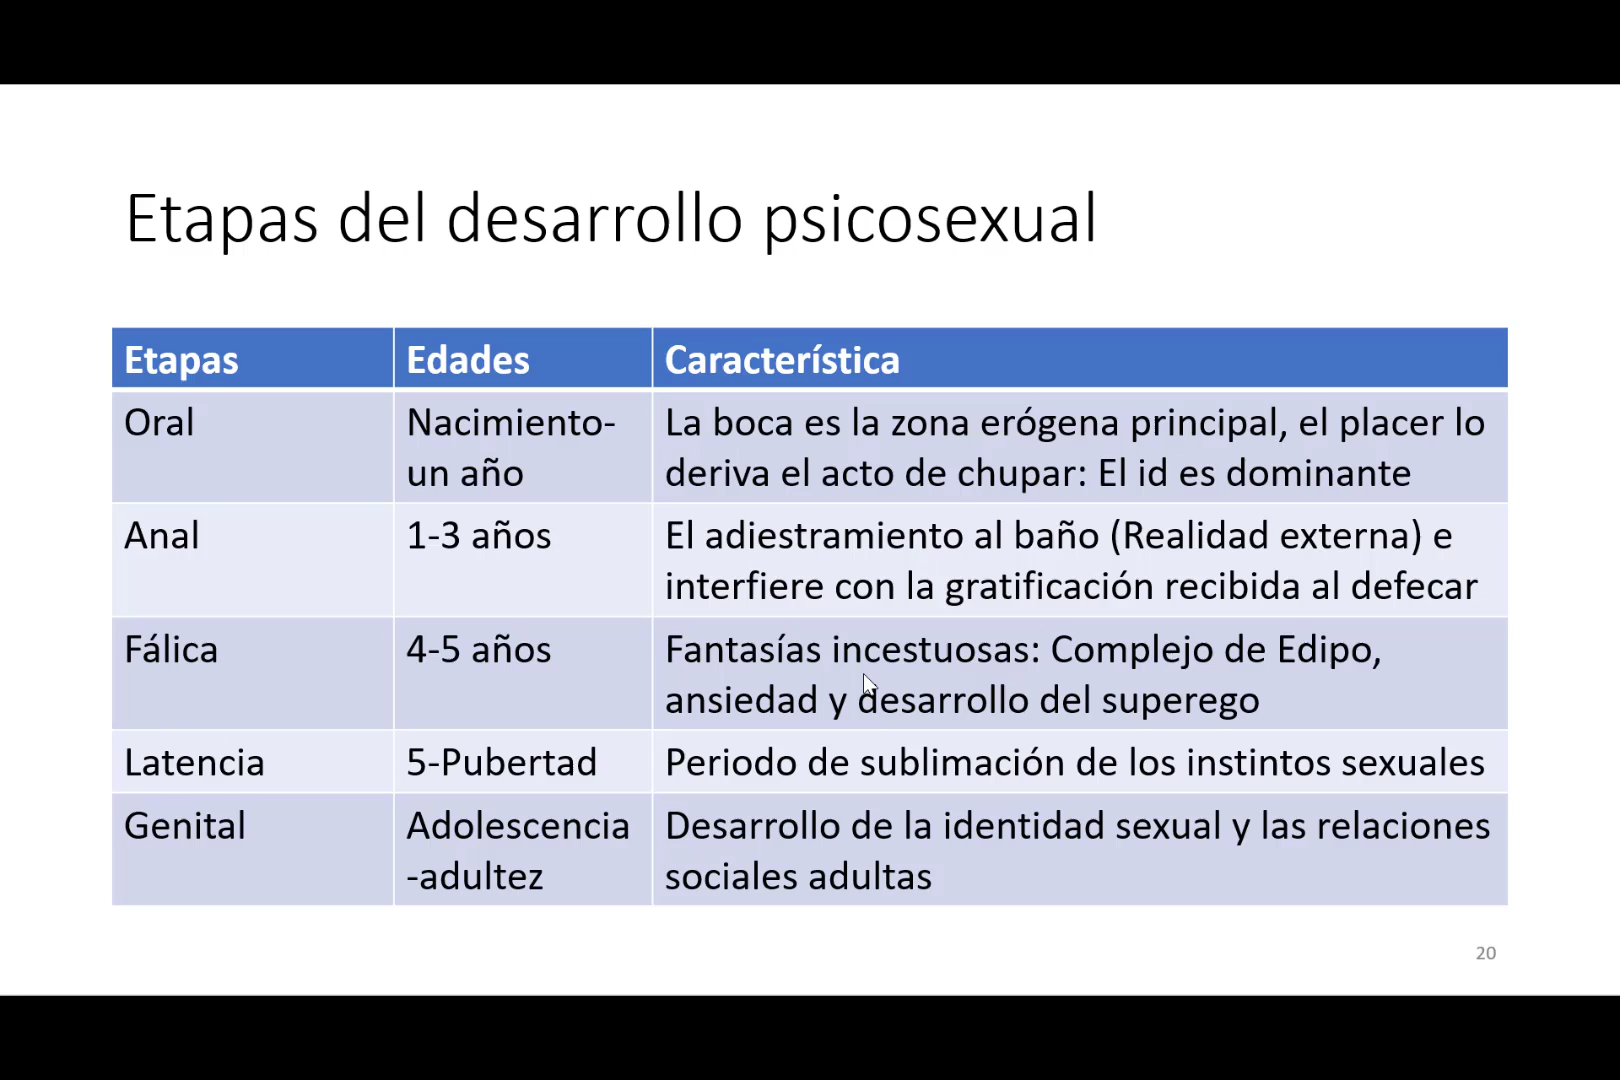 Etapas del desarrollo psicosexual
Etapas Edades Característica
Oral Nacimiento- La boca es la zona erógena principal, el placer lo
un año deriva el acto de chupar: El id es dominante
Anal 1-3 años El adiestramiento al baño (Realidad externa) e
interfiere con la gratificación recibida al defecar
Fálica 4-5 años Fantasías incestuosas: Complejo de Edipo,
ansiedad y desarrollo del superego
Latencia 5-Pubertad Periodo de sublimación de los instintos sexuales
Genital Adolescencia Desarrollo de la identidad sexual y las relaciones
-adultez sociales adultas
20